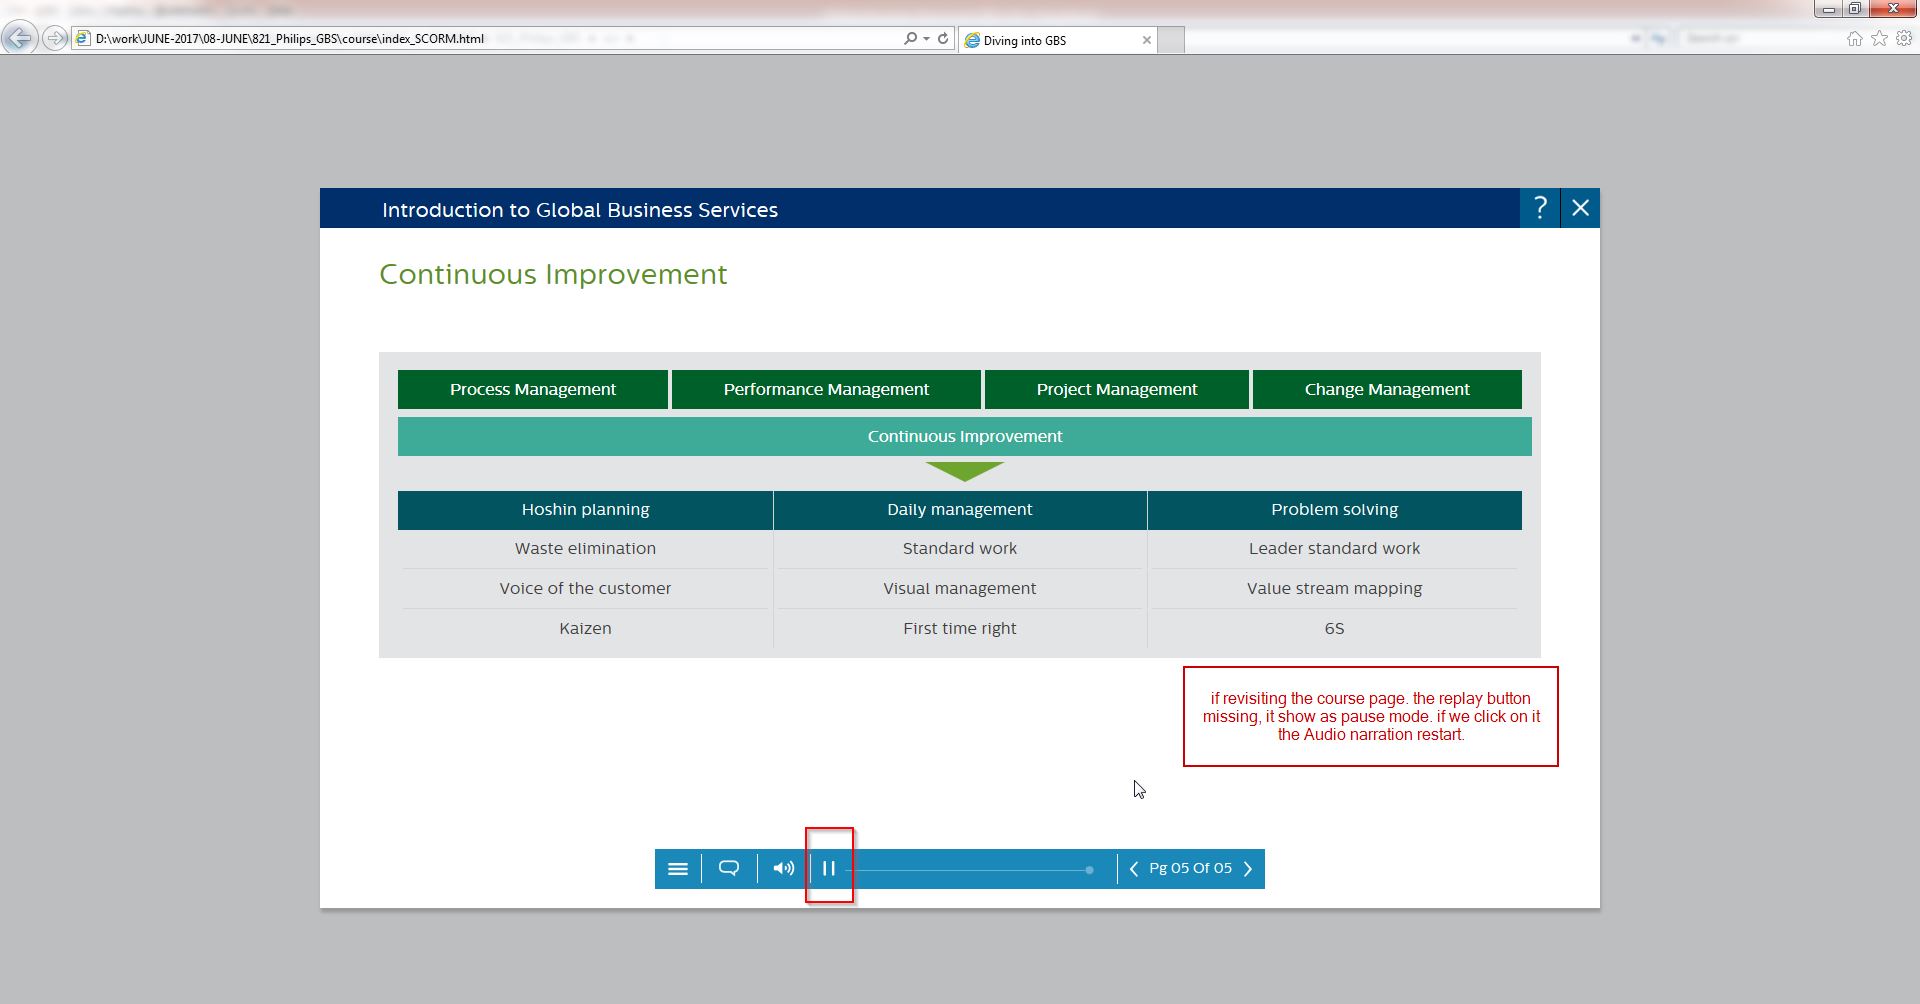 D:\work\JUNE-2017\08-JUNE\821_Philips_GBS\course\index_SCORM.html
Diving into GBS
Introduction to Global Business Services
?
Continuous Improvement
Process Management Performance Management Project Management Change Management
Continuous Improvement
Hoshin planning Daily management Problem solving
Waste elimination Standard work Leader standard work
Voice of the customer Visual management Value stream mapping
Kaizen First time right 6S
if revisiting the course page. the replay button
missing, it show as pause mode. if we click on it
the Audio narration restart.
Pg 05 Of 05